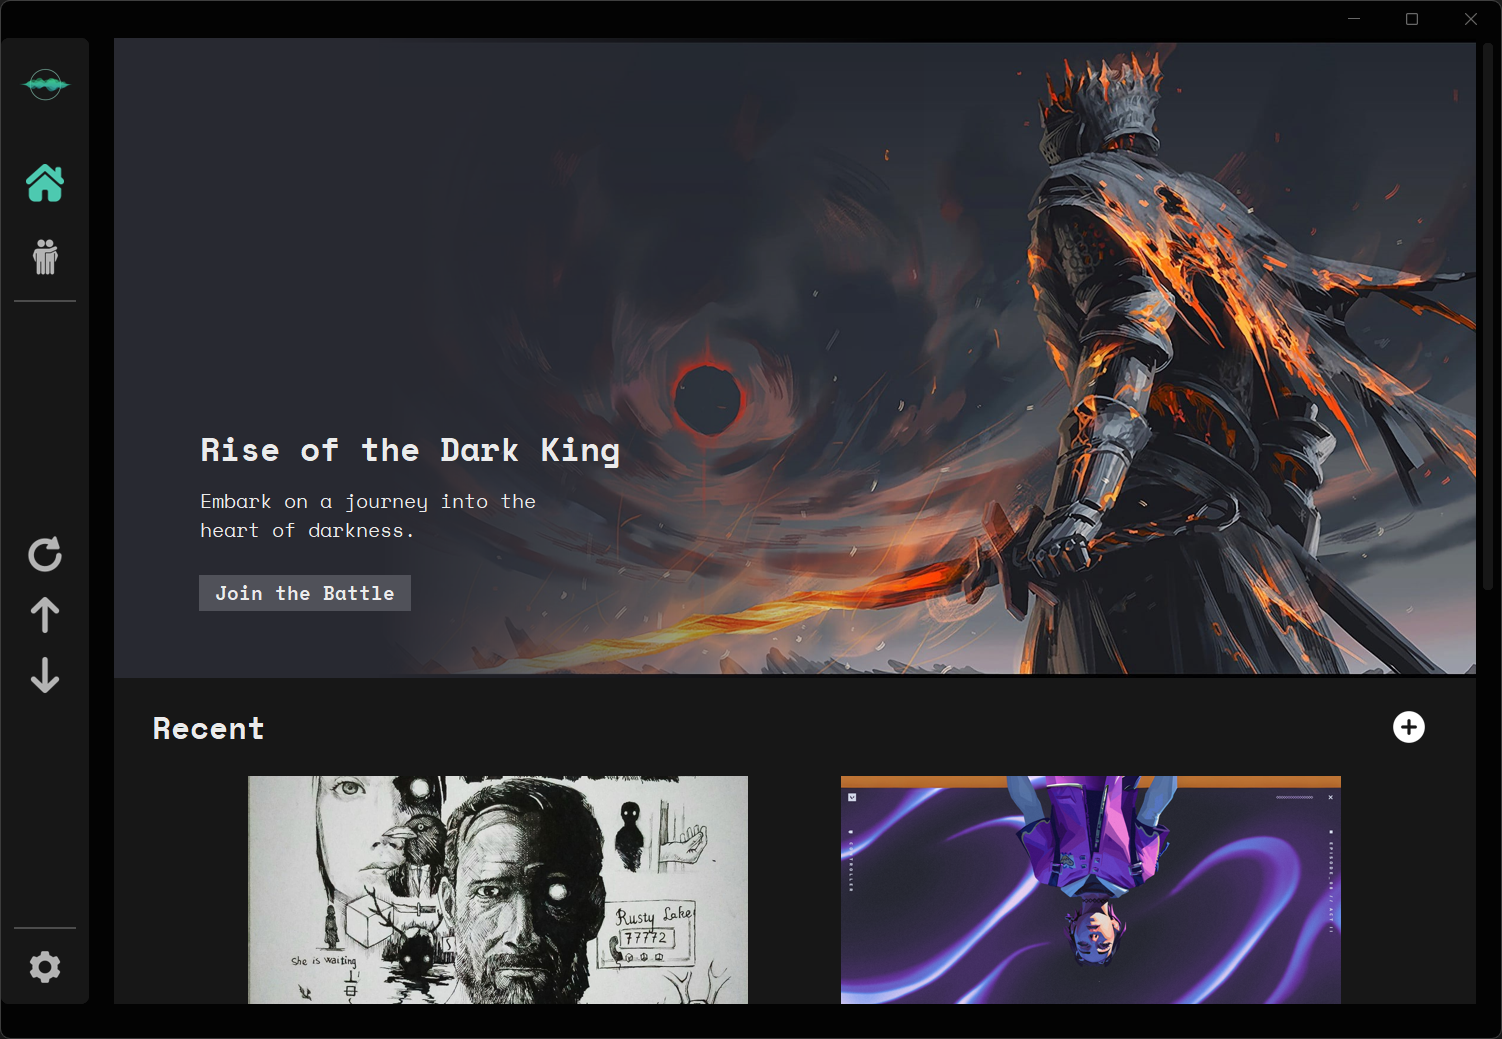 Rise of the Dark King
Embark on a journey into the
heart of darkness.
Join the Battle
Recent
Rusty Lake
77772
She is waiting